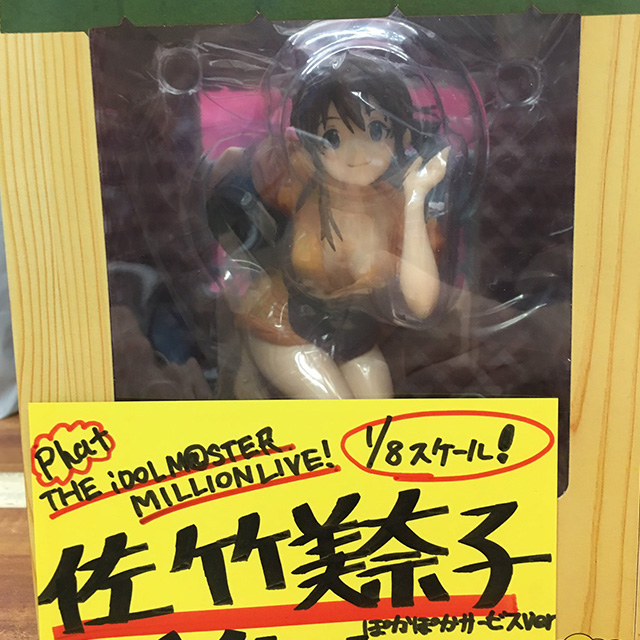 Phat
THE iDOLM@STER
MILLIONLIVE!
1/8スケール!
佐竹美奈子
ぽかぽかサービスver